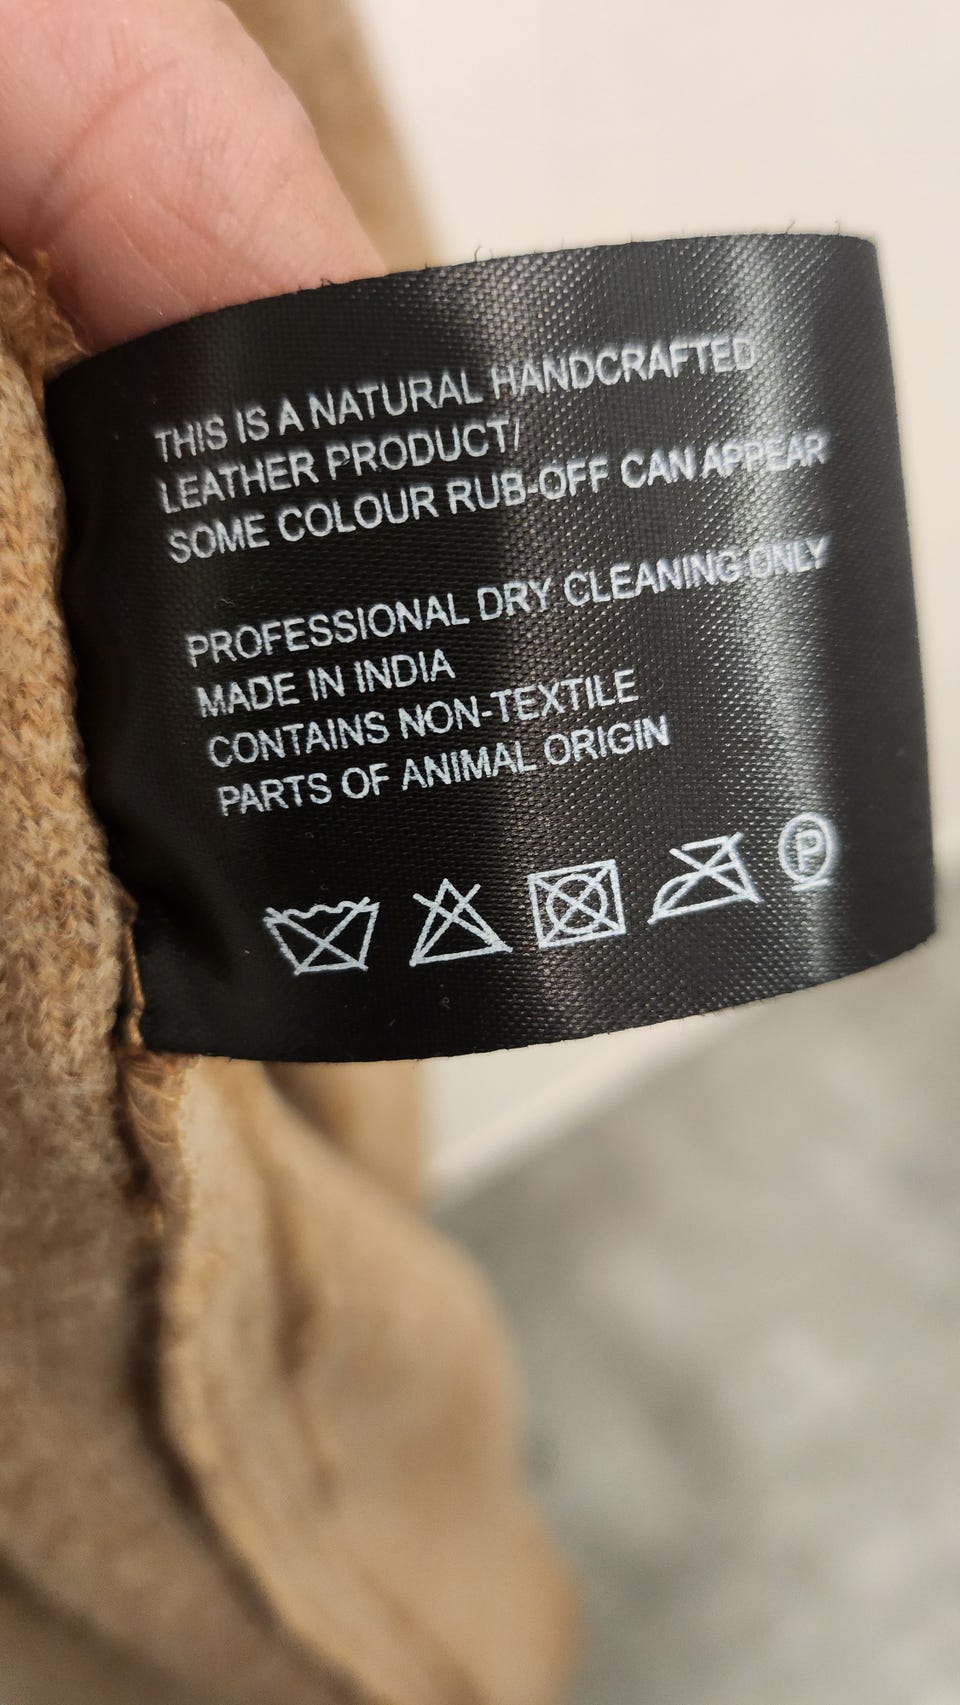 THIS IS A NATURAL HANDCRAFTED
LEATHER PRODUCT/
SOME COLOUR RUB-OFF CAN APPEAR
PROFESSIONAL DRY CLEANING ONLY
MADE IN INDIA
CONTAINS NON-TEXTILE
PARTS OF ANIMAL ORIGIN
P